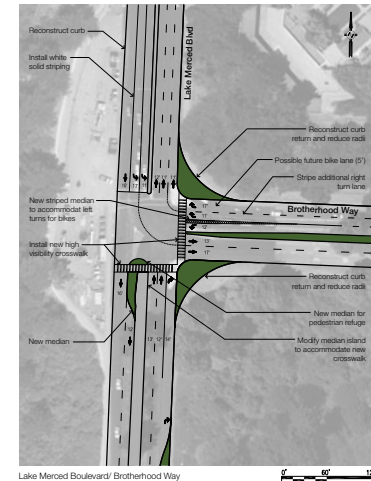 Reconstruct curb
Install white
solid striping
Lake Merced Blvd
Reconstruct curb
return and reduce radii
Possible future bike lane (5')
Stripe additional right
turn lane
New striped median
to accommodat left
turns for bikes
Brotherhood Way
Install new high
visibility crosswalk
Reconstruct curb
return and reduce radii
New median for
pedestrian refuge
New median
Modify median island
to accommodate new
crosswalk
Lake Merced Boulevard/ Brotherhood Way
0' 60'